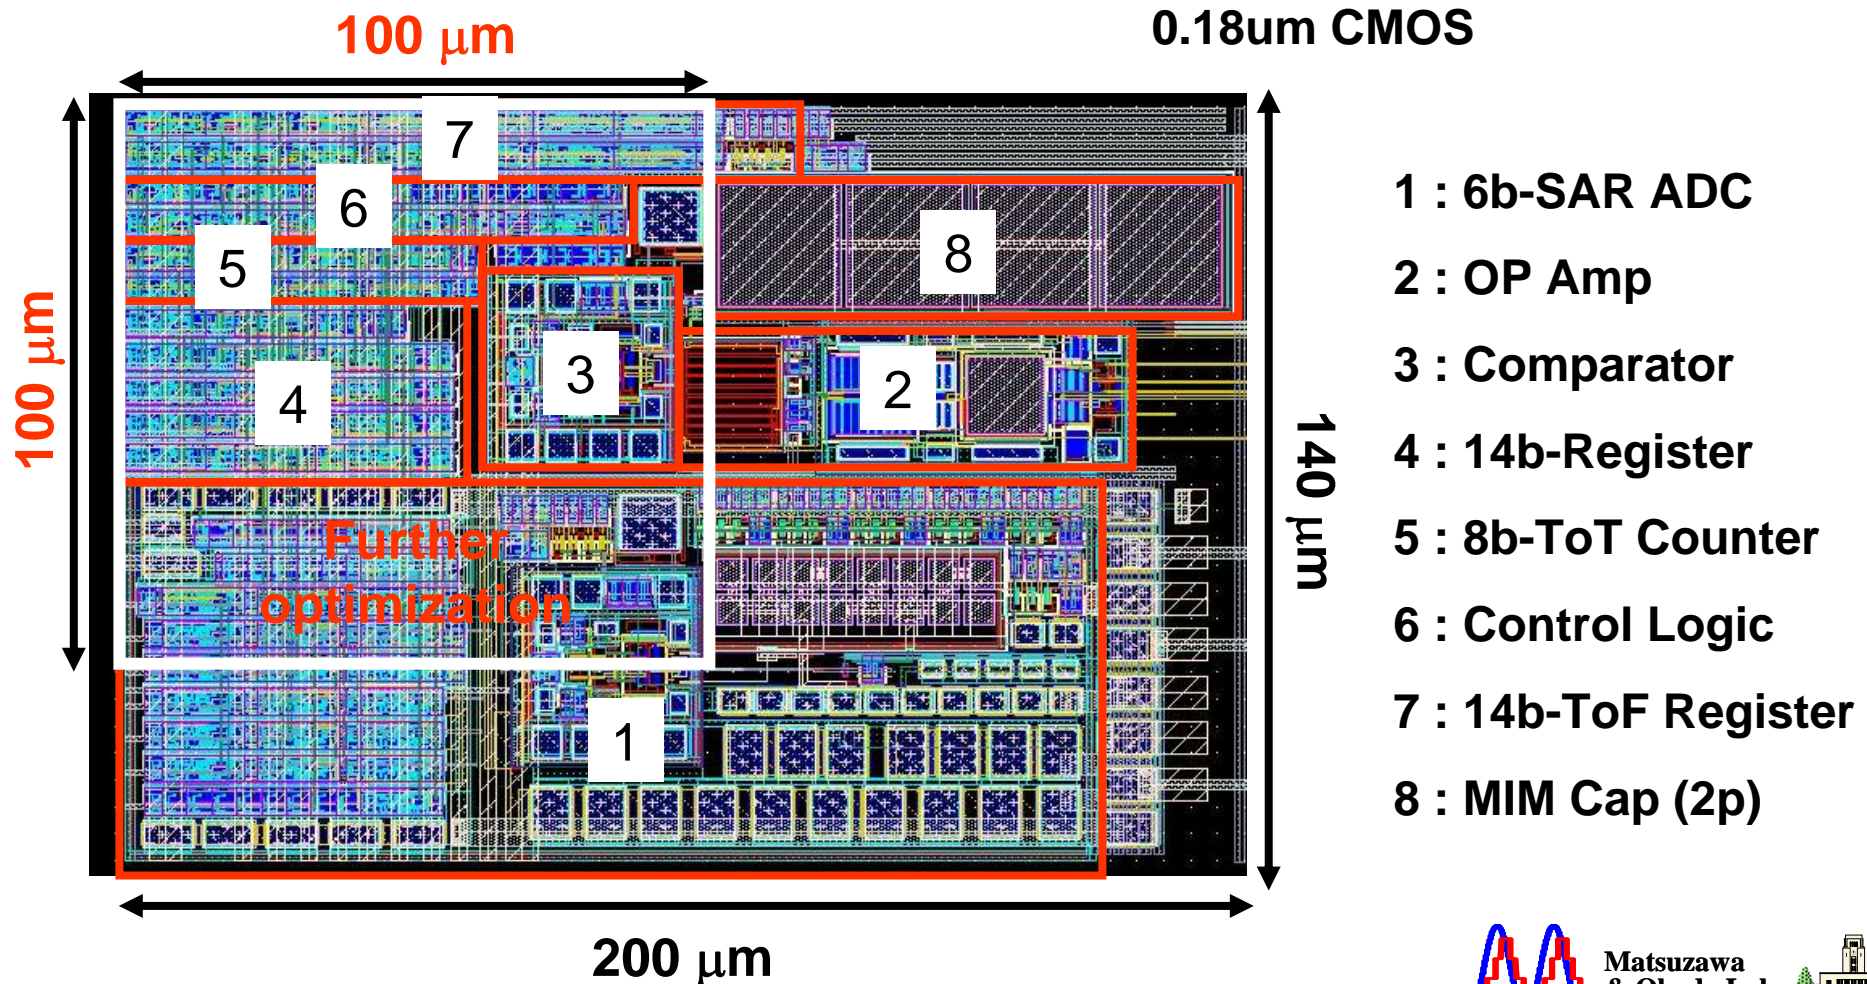 100 μm
0.18um CMOS
7
6
5
8
3
2
4
100 μm
140 μm
Further
optimization
1
200 μm
1 : 6b-SAR ADC
2 : OP Amp
3 : Comparator
4 : 14b-Register
5 : 8b-ToT Counter
6 : Control Logic
7 : 14b-ToF Register
8 : MIM Cap (2p)
Matsuzawa